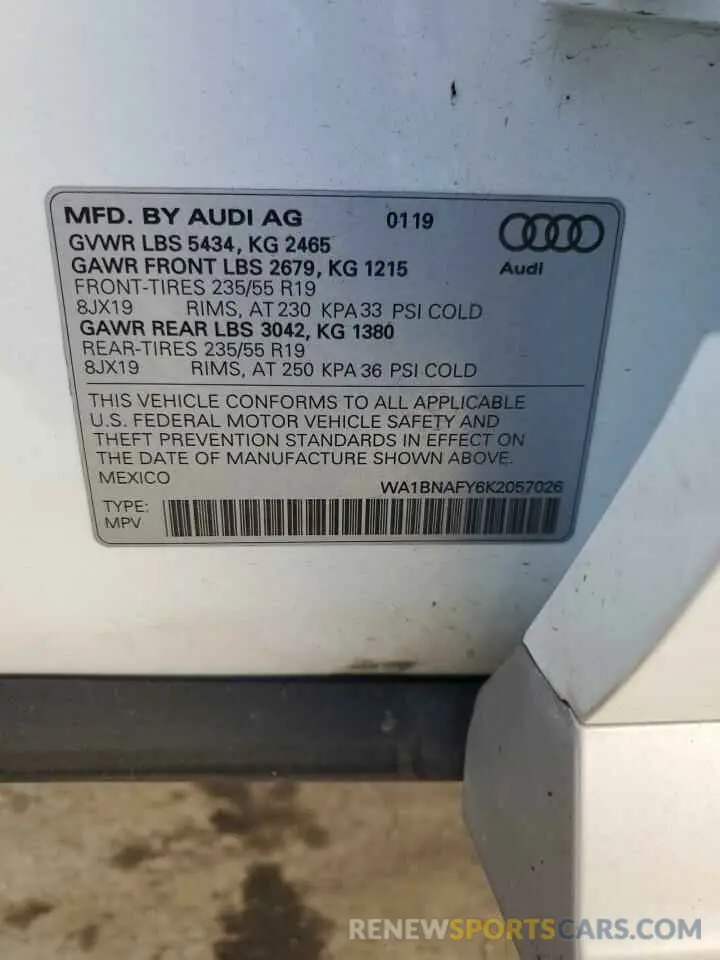 MFD. BY AUDI AG 0119
GVWR LBS 5434, KG 2465
GAWR FRONT LBS 2679, KG 1215
Audi
FRONT-TIRES 235/55 R19
8JX19 RIMS, AT 230 KPA 33 PSI COLD
GAWR REAR LBS 3042, KG 1380
REAR-TIRES 235/55 R19
8JX19 RIMS, AT 250 KPA 36 PSI COLD
THIS VEHICLE CONFORMS TO ALL APPLICABLE
U.S. FEDERAL MOTOR VEHICLE SAFETY AND
THEFT PREVENTION STANDARDS IN EFFECT ON
THE DATE OF MANUFACTURE SHOWN ABOVE.
MEXICO
WA1BNAFY6K2057026
TYPE:
MPV
RENEWSPORTSCARS.COM